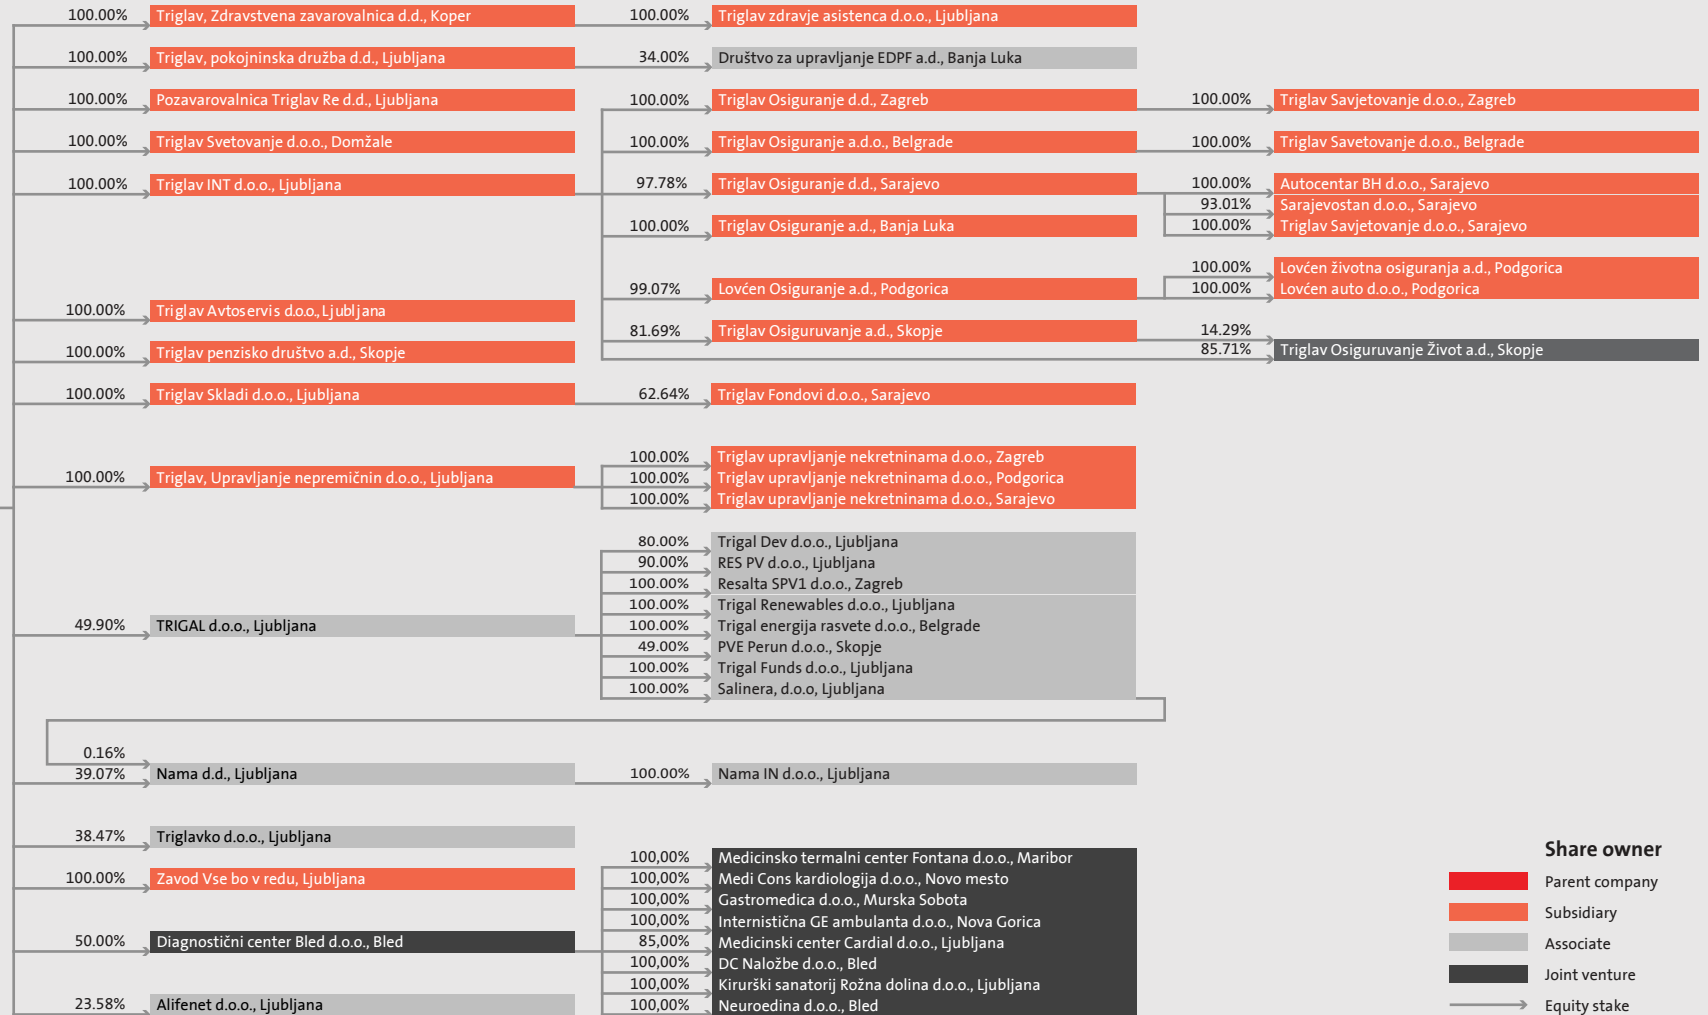 100.00% Triglav, Zdravstvena zavarovalnica d.d., Koper 100.00% Triglav zdravje asistenca d.o.o., Ljubljana
100.00% Triglav, pokojninska družba d.d., Ljubljana 34.00% Društvo za upravljanje EDPF a.d., Banja Luka
100.00% Pozavarovalnica Triglav Re d.d., Ljubljana 100.00% Triglav Osiguranje d.d., Zagreb 100.00% Triglav Savjetovanje d.o.o., Zagreb
100.00% Triglav Svetovanje d.o.o., Domžale 100.00% Triglav Osiguranje a.d.o., Belgrade 100.00% Triglav Savetovanje d.o.o., Belgrade
100.00% Triglav INT d.o.o., Ljubljana 97.78% Triglav Osiguranje d.d., Sarajevo 100.00% Autocentar BH d.o.o., Sarajevo
93.01% Sarajevostan d.o.o., Sarajevo
100.00% Triglav Osiguranje a.d., Banja Luka 100.00% Triglav Savjetovanje d.o.o., Sarajevo
100.00% Lovćen životna osiguranja a.d., Podgorica
99.07% Lovćen Osiguranje a.d., Podgorica 100.00% Lovćen auto d.o.o., Podgorica
100.00% Triglav Avtoservis d.o.o., Ljubljana
81.69% Triglav Osiguruvanje a.d., Skopje 14.29%
100.00% Triglav penzisko društvo a.d., Skopje 85.71% Triglav Osiguruvanje Život a.d., Skopje
100.00% Triglav Skladi d.o.o., Ljubljana 62.64% Triglav Fondovi d.o.o., Sarajevo
100.00% Triglav upravljanje nekretninama d.o.o., Zagreb
100.00% Triglav, Upravljanje nepremičnin d.o.o., Ljubljana 100.00% Triglav upravljanje nekretninama d.o.o., Podgorica
100.00% Triglav upravljanje nekretninama d.o.o., Sarajevo
80.00% Trigal Dev d.o.o., Ljubljana
90.00% RES PV d.o.o., Ljubljana
100.00% Resalta SPV1 d.o.o., Zagreb
100.00% Trigal Renewables d.o.o., Ljubljana
49.90% TRIGAL d.o.o., Ljubljana 100.00% Trigal energija rasvete d.o.o., Belgrade
49.00% PVE Perun d.o.o., Skopje
100.00% Trigal Funds d.o.o., Ljubljana
100.00% Salinera, d.o.o, Ljubljana
0.16%
39.07% Nama d.d., Ljubljana 100.00% Nama IN d.o.o., Ljubljana
38.47% Triglavko d.o.o., Ljubljana
Share owner
100,00% Medicinsko termalni center Fontana d.o.o., Maribor
100.00% Zavod Vse bo v redu, Ljubljana 100,00% Medi Cons kardiologija d.o.o., Novo mesto Parent company
100,00% Gastromedica d.o.o., Murska Sobota
100,00% Internistična GE ambulanta d.o.o., Nova Gorica Subsidiary
50.00% Diagnostični center Bled d.o.o., Bled 85,00% Medicinski center Cardial d.o.o., Ljubljana Associate
100,00% DC Naložbe d.o.o., Bled
100,00% Kirurški sanatorij Rožna dolina d.o.o., Ljubljana Joint venture
23.58% Alifenet d.o.o., Ljubljana 100,00% Neuroedina d.o.o., Bled Equity stake